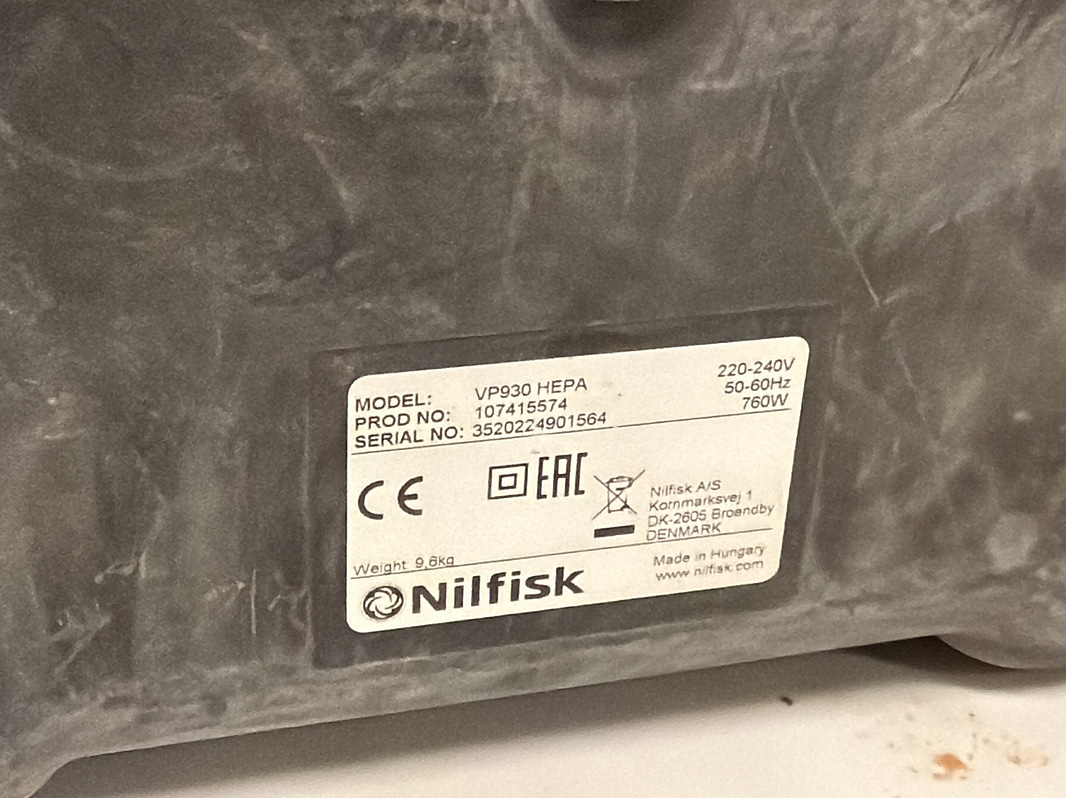 MODEL: VP930 HEPA 220-240V
PROD NO: 107415574 50-60Hz
SERIAL NO: 3520224901564 760W
CE EAC
Nilfisk A/S
Kornmarksvej 1
DK-2605 Broendby
DENMARK
Weight 9,6kg
Made in Hungary
Nilfisk
www.nilfisk.com